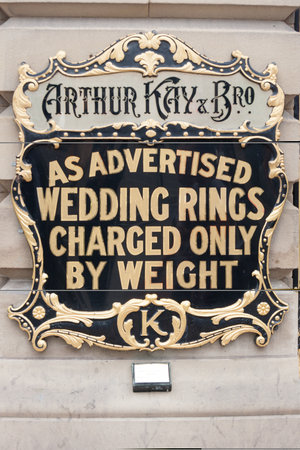 ARTHUR KAY & BRO.
AS ADVERTISED
WEDDING RINGS
CHARGED ONLY
BY WEIGHT
K